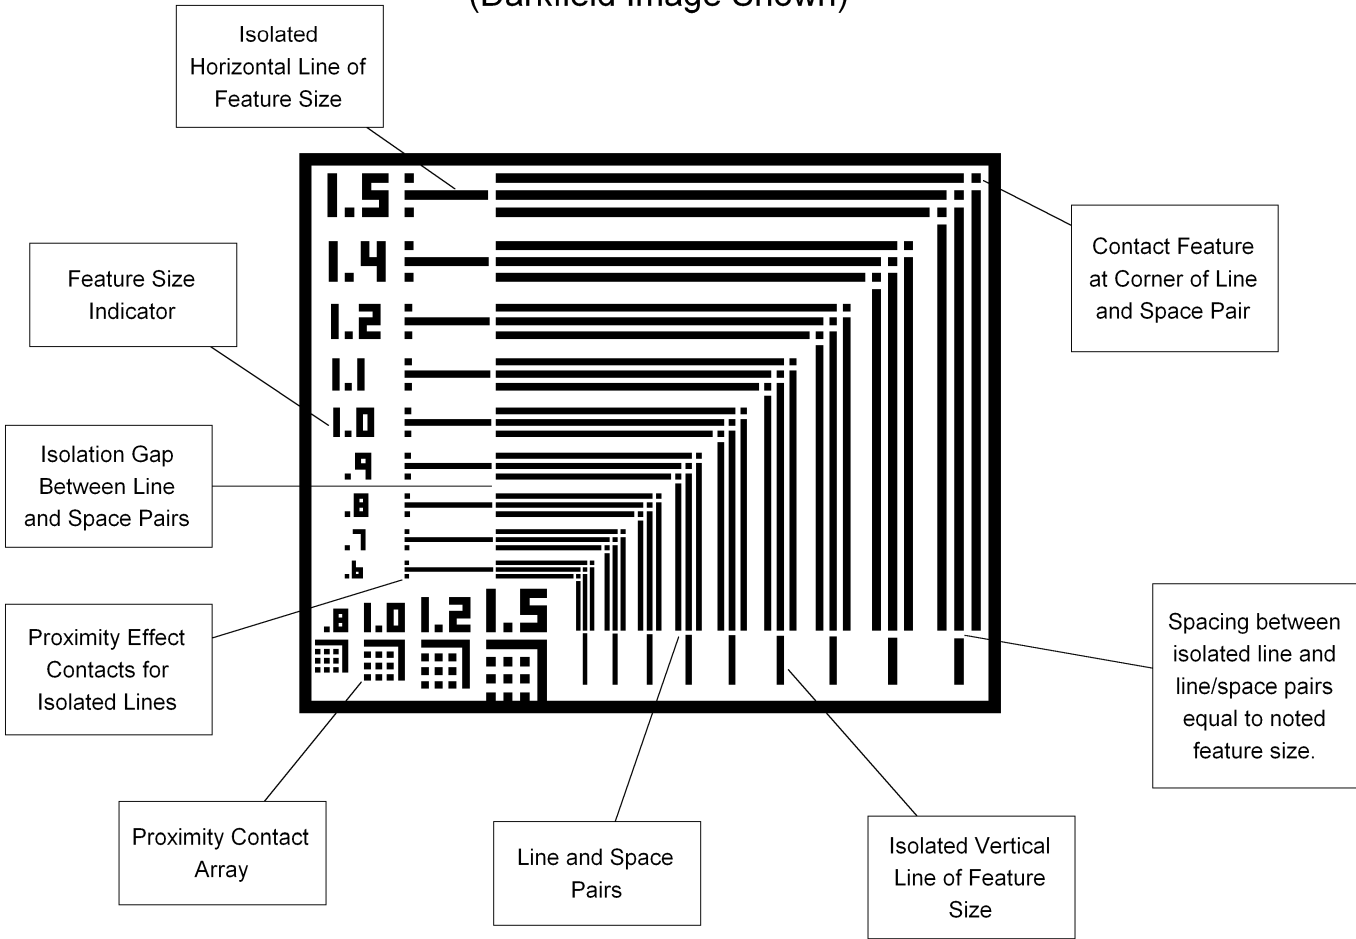 (Darkfield Image Shown)
Isolated
Horizontal Line of
Feature Size
Feature Size
Indicator
Isolation Gap
Between Line
and Space Pairs
Proximity Effect
Contacts for
Isolated Lines
Proximity Contact
Array
Line and Space
Pairs
Isolated Vertical
Line of Feature
Size
Spacing between
isolated line and
line/space pairs
equal to noted
feature size.
Contact Feature
at Corner of Line
and Space Pair
1.5
1.4
1.2
1.1
1.0
.9
.8
.7
.6
.8 1.0 1.2 1.5